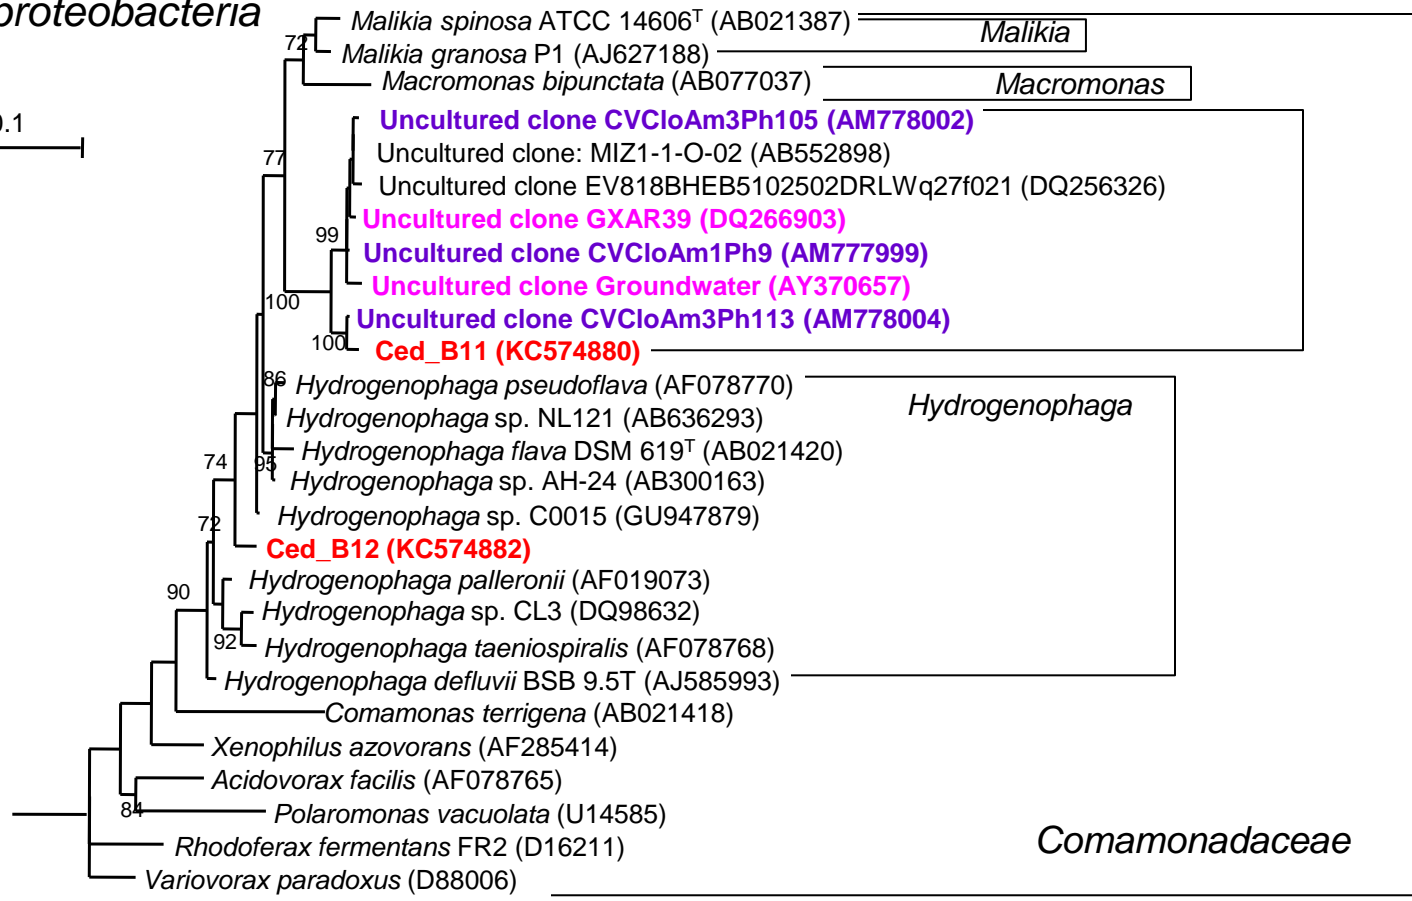 proteobacteria
Malikia spinosa ATCC 14606T (AB021387)
Malikia
72
Malikia granosa P1 (AJ627188)
Macromonas bipunctata (AB077037)
Macromonas
0.1
Uncultured clone CVCloAm3Ph105 (AM778002)
77
Uncultured clone: MIZ1-1-O-02 (AB552898)
Uncultured clone EV818BHEB5102502DRLWq27f021 (DQ256326)
Uncultured clone GXAR39 (DQ266903)
99
Uncultured clone CVCloAm1Ph9 (AM777999)
Uncultured clone Groundwater (AY370657)
100
Uncultured clone CVCloAm3Ph113 (AM778004)
100
Ced_B11 (KC574880)
86
Hydrogenophaga pseudoflava (AF078770)
Hydrogenophaga
Hydrogenophaga sp. NL121 (AB636293)
Hydrogenophaga flava DSM 619T (AB021420)
74
95
Hydrogenophaga sp. AH-24 (AB300163)
Hydrogenophaga sp. C0015 (GU947879)
72
Ced_B12 (KC574882)
Hydrogenophaga palleronii (AF019073)
90
Hydrogenophaga sp. CL3 (DQ98632)
92
Hydrogenophaga taeniospiralis (AF078768)
Hydrogenophaga defluvii BSB 9.5T (AJ585993)
Comamonas terrigena (AB021418)
Xenophilus azovorans (AF285414)
Acidovorax facilis (AF078765)
84
Polaromonas vacuolata (U14585)
Comamonadaceae
Rhodoferax fermentans FR2 (D16211)
Variovorax paradoxus (D88006)